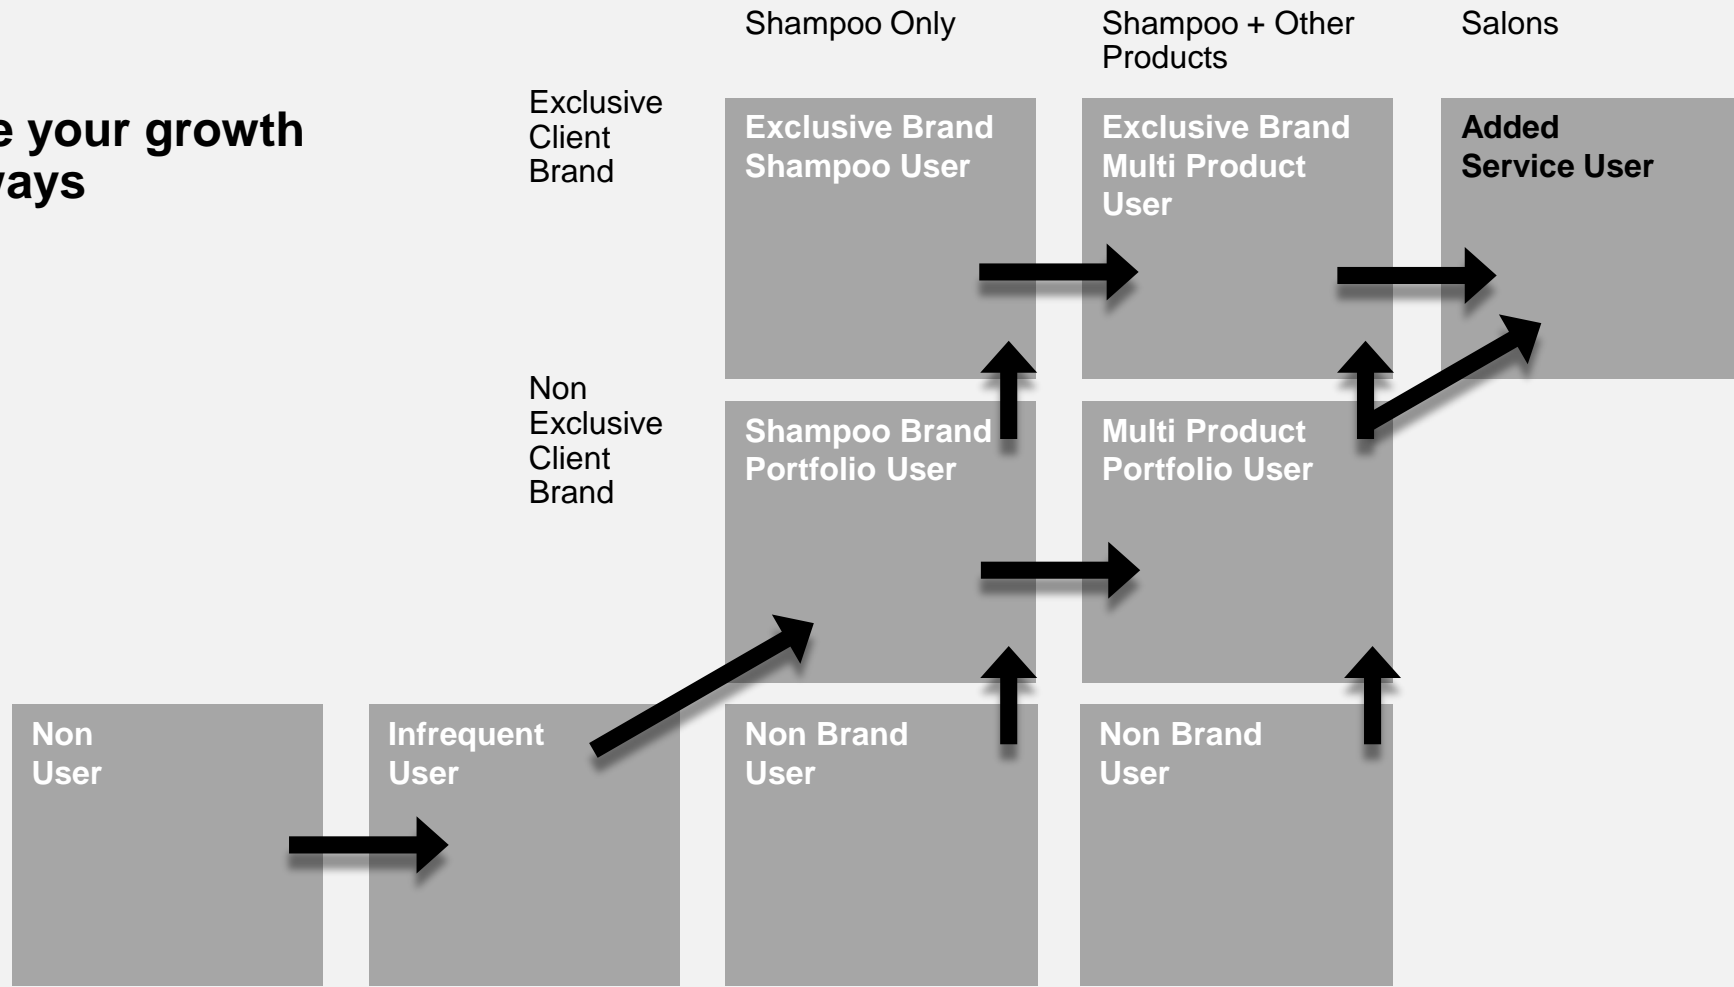 Shampoo Only
Shampoo + Other
Products
Salons
your growth
Exclusive
Client
Brand
Exclusive Brand
Shampoo User
Exclusive Brand
Multi Product
User
Added
Service User
Non
Exclusive
Client
Brand
Shampoo Brand
Portfolio User
Multi Product
Portfolio User
Non
User
Infrequent
User
Non Brand
User
Non Brand
User